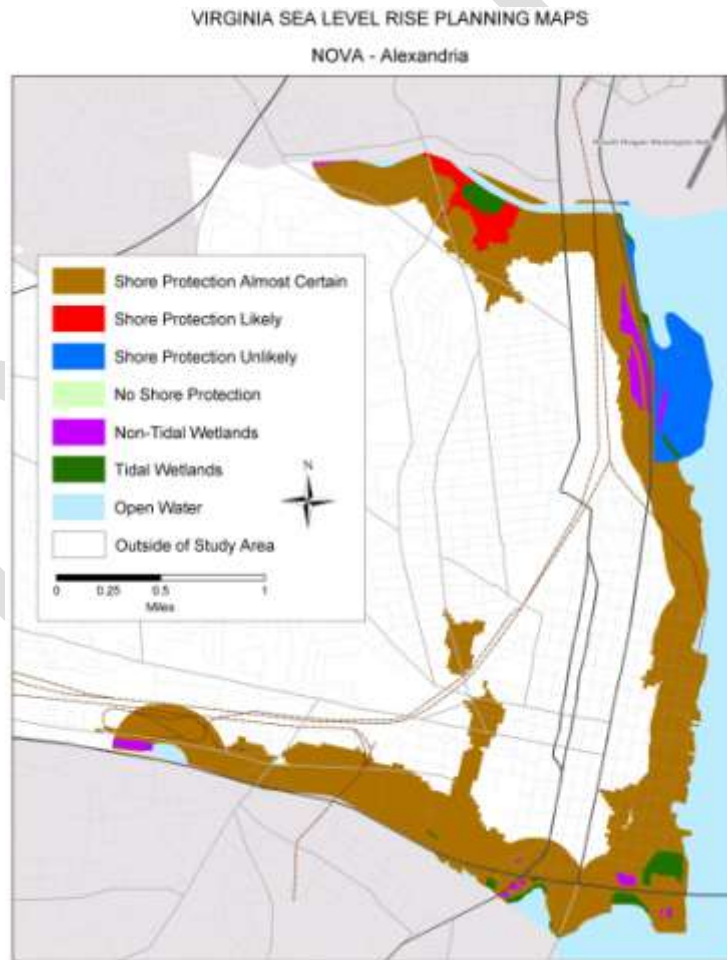 VIRGINIA SEA LEVEL RISE PLANNING MAPS
NOVA - Alexandria
Shore Protection Almost Certain
Shore Protection Likely
Shore Protection Unlikely
No Shore Protection
Non-Tidal Wetlands
Tidal Wetlands
Open Water
Outside of Study Area
N
0 0.25 0.5 1
Miles